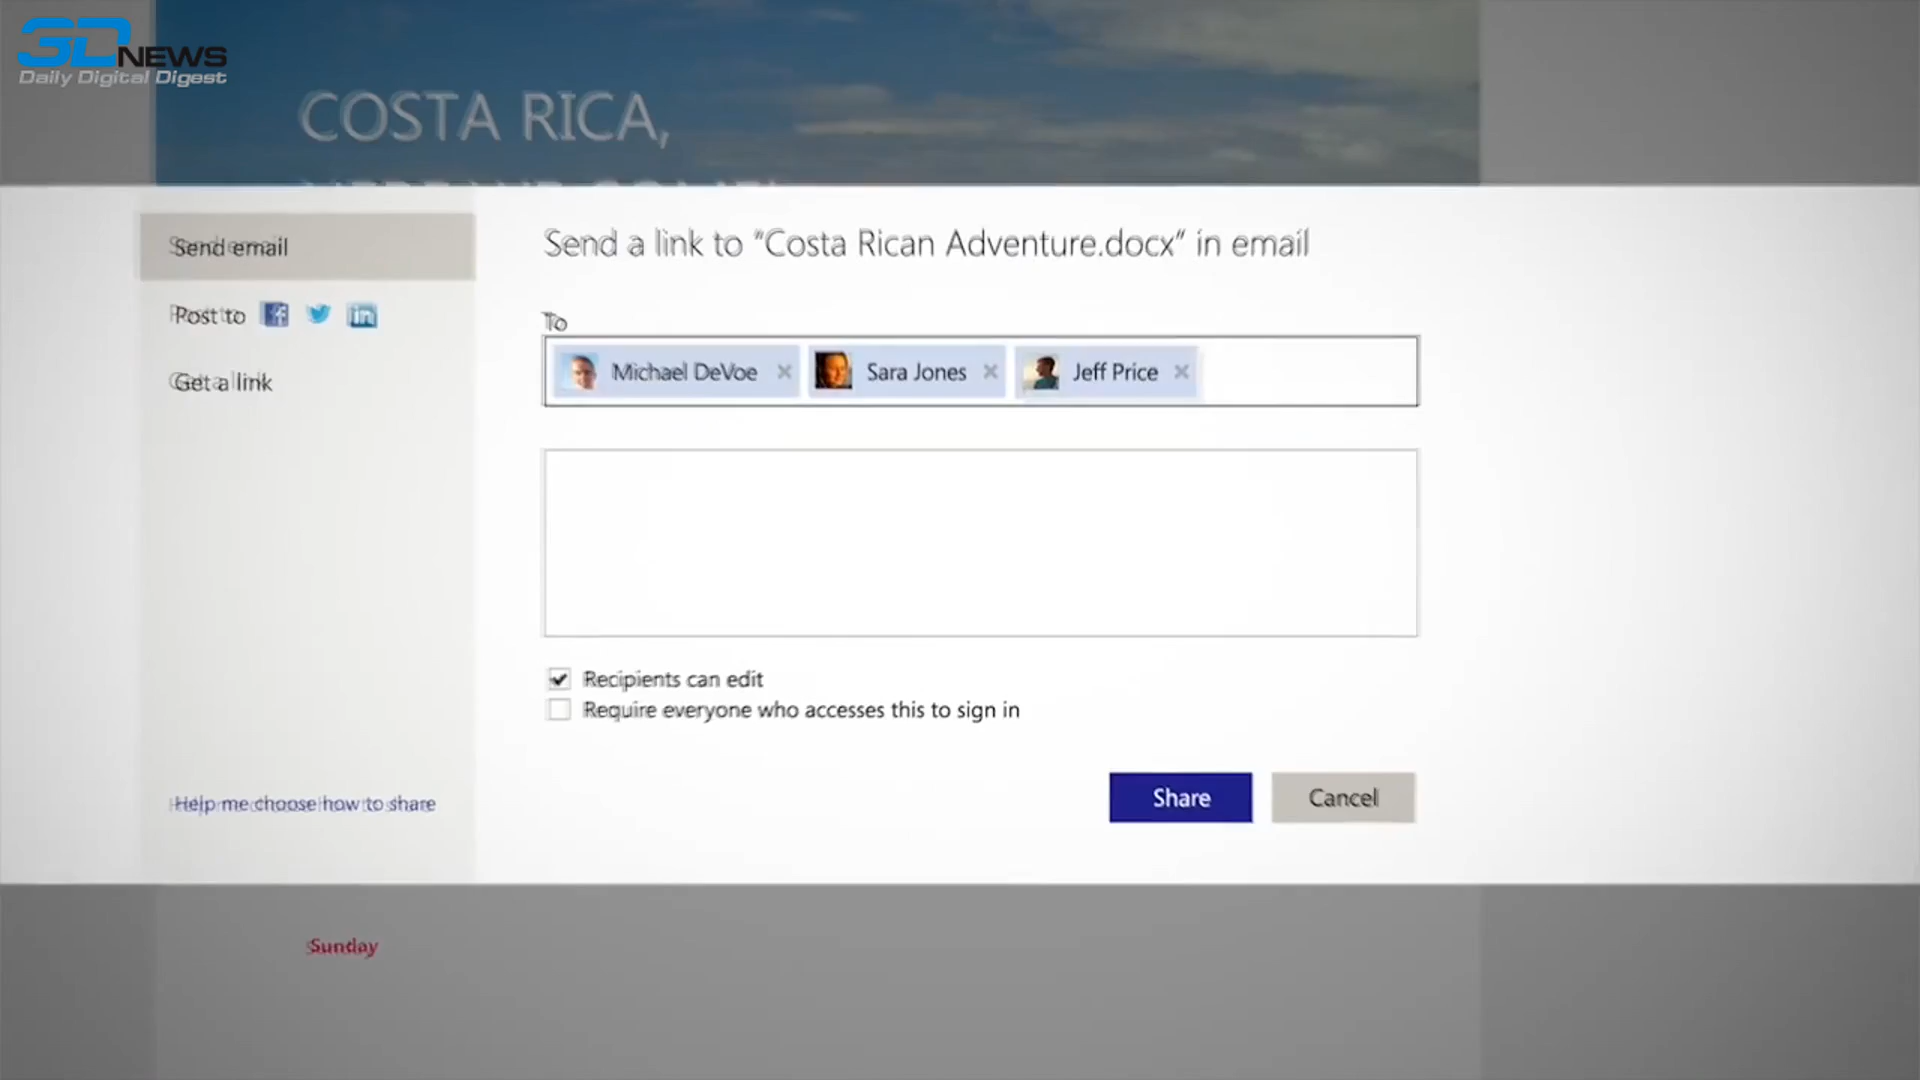 3DNEWS
Daily Digital Digest
COSTA RICA,
Send email
Send a link to “Costa Rican Adventure.docx” in email
Post to
To
Michael DeVoe × Sara Jones × Jeff Price ×
Get a link
Recipients can edit
Require everyone who accesses this to sign in
Help me choose how to share
Share Cancel
Sunday